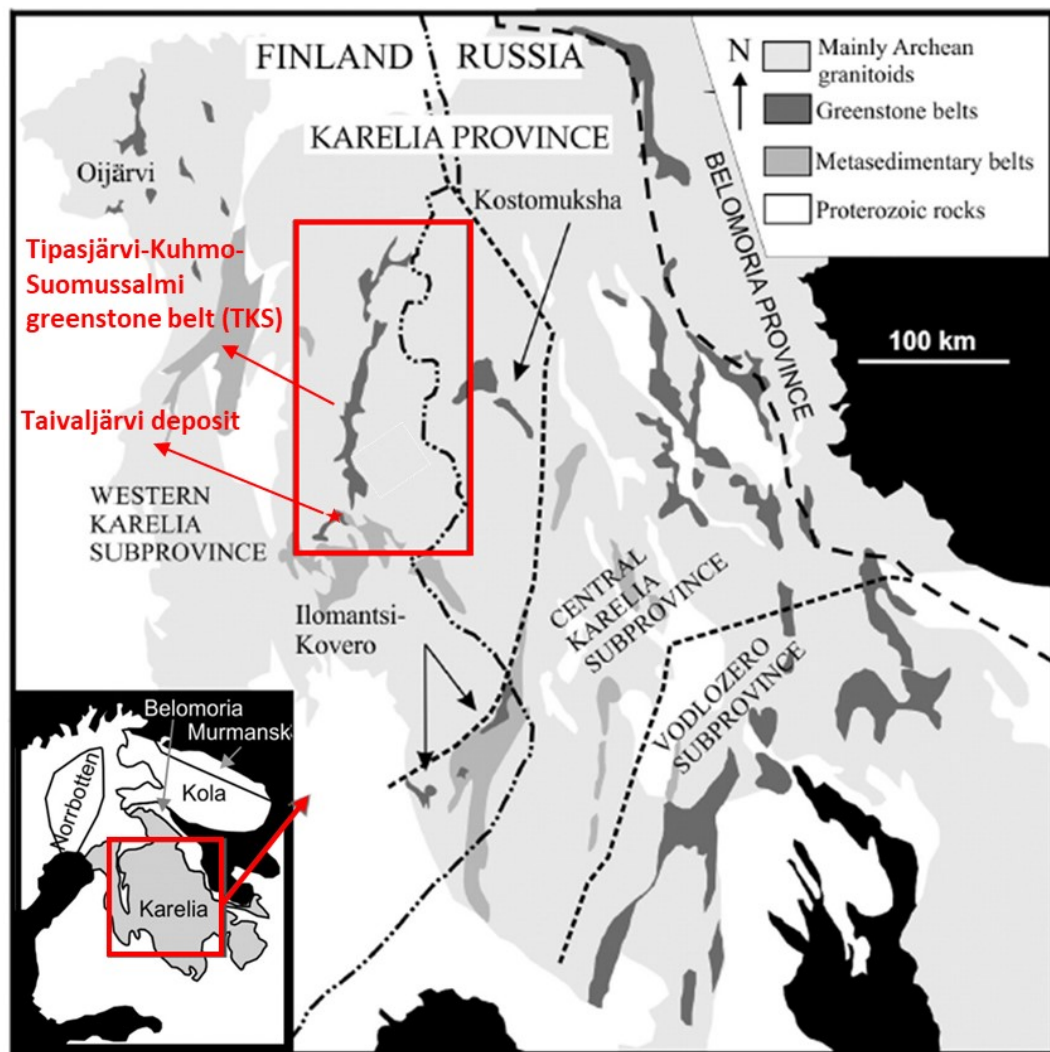 FINLAND RUSSIA
KARELIA PROVINCE
N
Mainly Archean
granitoids
Greenstone belts
Metasedimentary belts
Proterozoic rocks
Oijärvi
Kostomuksha
BELOMORIA PROVINCE
Tipasjärvi-Kuhmo-
Suomussalmi
greenstone belt (TKS)
100 km
Taivaljärvi deposit
WESTERN
KARELIA
SUBPROVINCE
Ilomantsi-
Kovero
CENTRAL
KARELIA
SUBPROVINCE
VODLOZERO
SUBPROVINCE
Belomoria
Murmansk
Norrbotten
Kola
Karelia